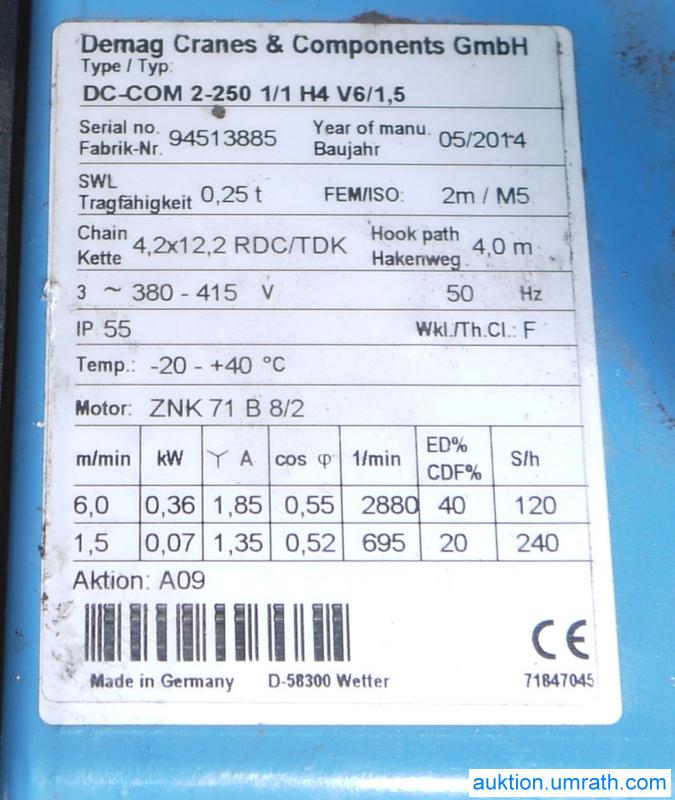 Demag Cranes & Components GmbH
Type / Typ:
DC-COM 2-250 1/1 H4 V6/1,5
Serial no. 94513885 Year of manu. 05/2014
Fabrik-Nr. Baujahr
SWL
Tragfähigkeit 0,25 t FEM/ISO: 2m / M5
Chain 4,2x12,2 RDC/TDK Hook path 4,0 m
Kette Hakenweg
3 ~ 380 - 415 V 50 Hz
IP 55 Wkl./Th.Cl.: F
Temp.: -20 - +40 °C
Motor: ZNK 71 B 8/2
m/min kW Y A cos φ 1/min ED% CDF% S/h
6,0 0,36 1,85 0,55 2880 40 120
1,5 0,07 1,35 0,52 695 20 240
Aktion: A09
CE
Made in Germany D-58300 Wetter 71847045
auktion.umrath.com